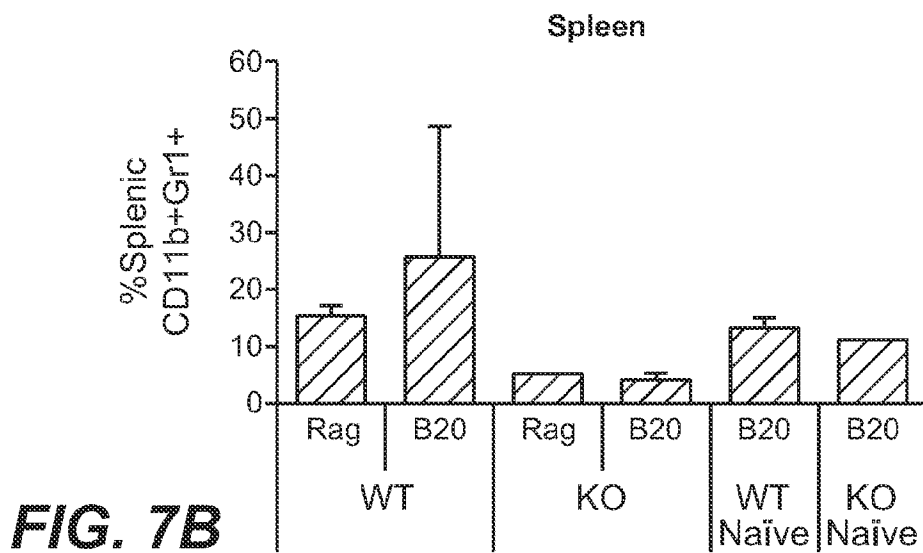 Spleen
%Splenic
CD11b+Gr1+
60
50
40
30
20
10
0
Rag B20 Rag B20 B20 B20
WT KO WT Naïve KO Naïve
FIG. 7B